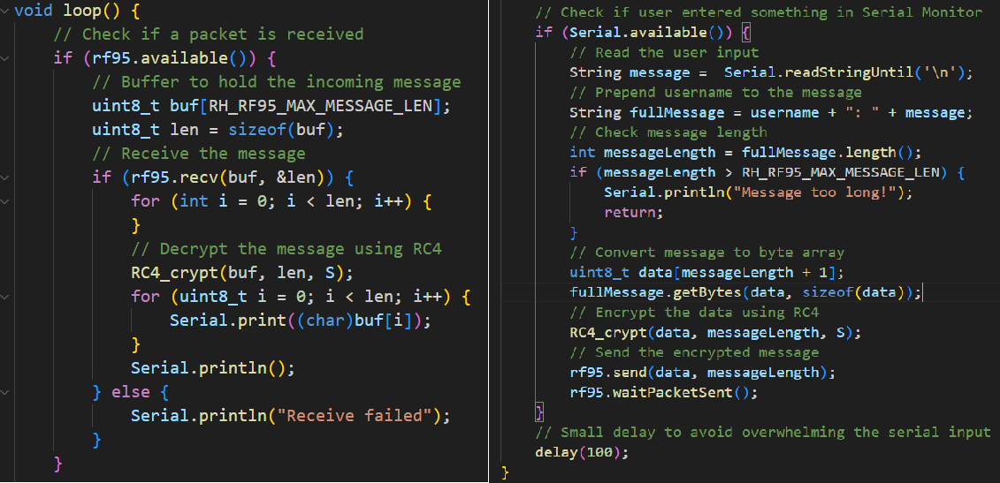 void loop() {
    // Check if a packet is received
    if (rf95.available()) {
        // Buffer to hold the incoming message
        uint8_t buf[RH_RF95_MAX_MESSAGE_LEN];
        uint8_t len = sizeof(buf);
        // Receive the message
        if (rf95.recv(buf, &len)) {
            for (int i = 0; i < len; i++) {
            }
            // Decrypt the message using RC4
            RC4_crypt(buf, len, S);
            for (uint8_t i = 0; i < len; i++) {
                Serial.print((char)buf[i]);
            }
            Serial.println();
        } else {
            Serial.println("Receive failed");
        }
    }
    // Check if user entered something in Serial Monitor
    if (Serial.available()) {
        // Read the user input
        String message =  Serial.readStringUntil('\n');
        // Prepend username to the message
        String fullMessage = username + ": " + message;
        // Check message length
        int messageLength = fullMessage.length();
        if (messageLength > RH_RF95_MAX_MESSAGE_LEN) {
            Serial.println("Message too long!");
            return;
        }
        // Convert message to byte array
        uint8_t data[messageLength + 1];
        fullMessage.getBytes(data, sizeof(data));
        // Encrypt the data using RC4
        RC4_crypt(data, messageLength, S);
        // Send the encrypted message
        rf95.send(data, messageLength);
        rf95.waitPacketSent();
    }
    // Small delay to avoid overwhelming the serial input
    delay(100);
}